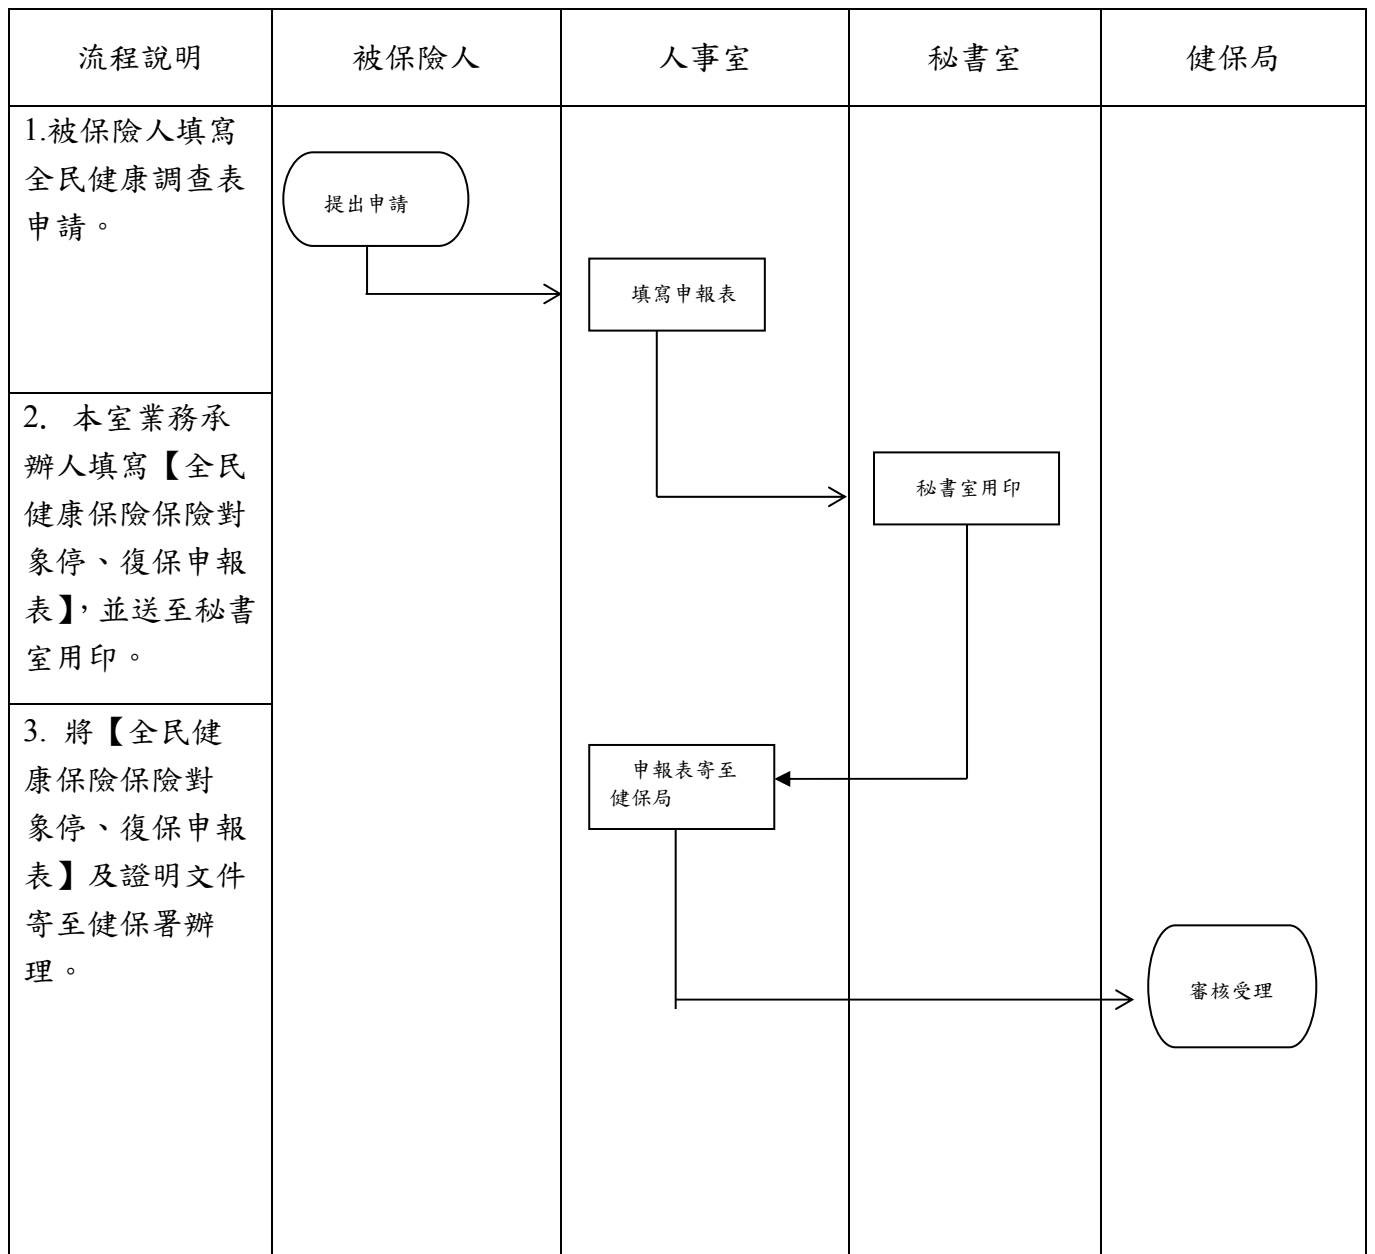 流程說明
被保險人
人事室
秘書室
健保局
1.被保險人填寫
全民健康調查表
申請。
提出申請
填寫申報表
2. 本室業務承
辦人填寫【全民
健康保險保險對
象停、復保申報
表】，並送至秘書
室用印。
秘書室用印
3. 將【全民健
康保險保險對
象停、復保申報
表】及證明文件
寄至健保署辦
理。
申報表寄至
健保局
審核受理